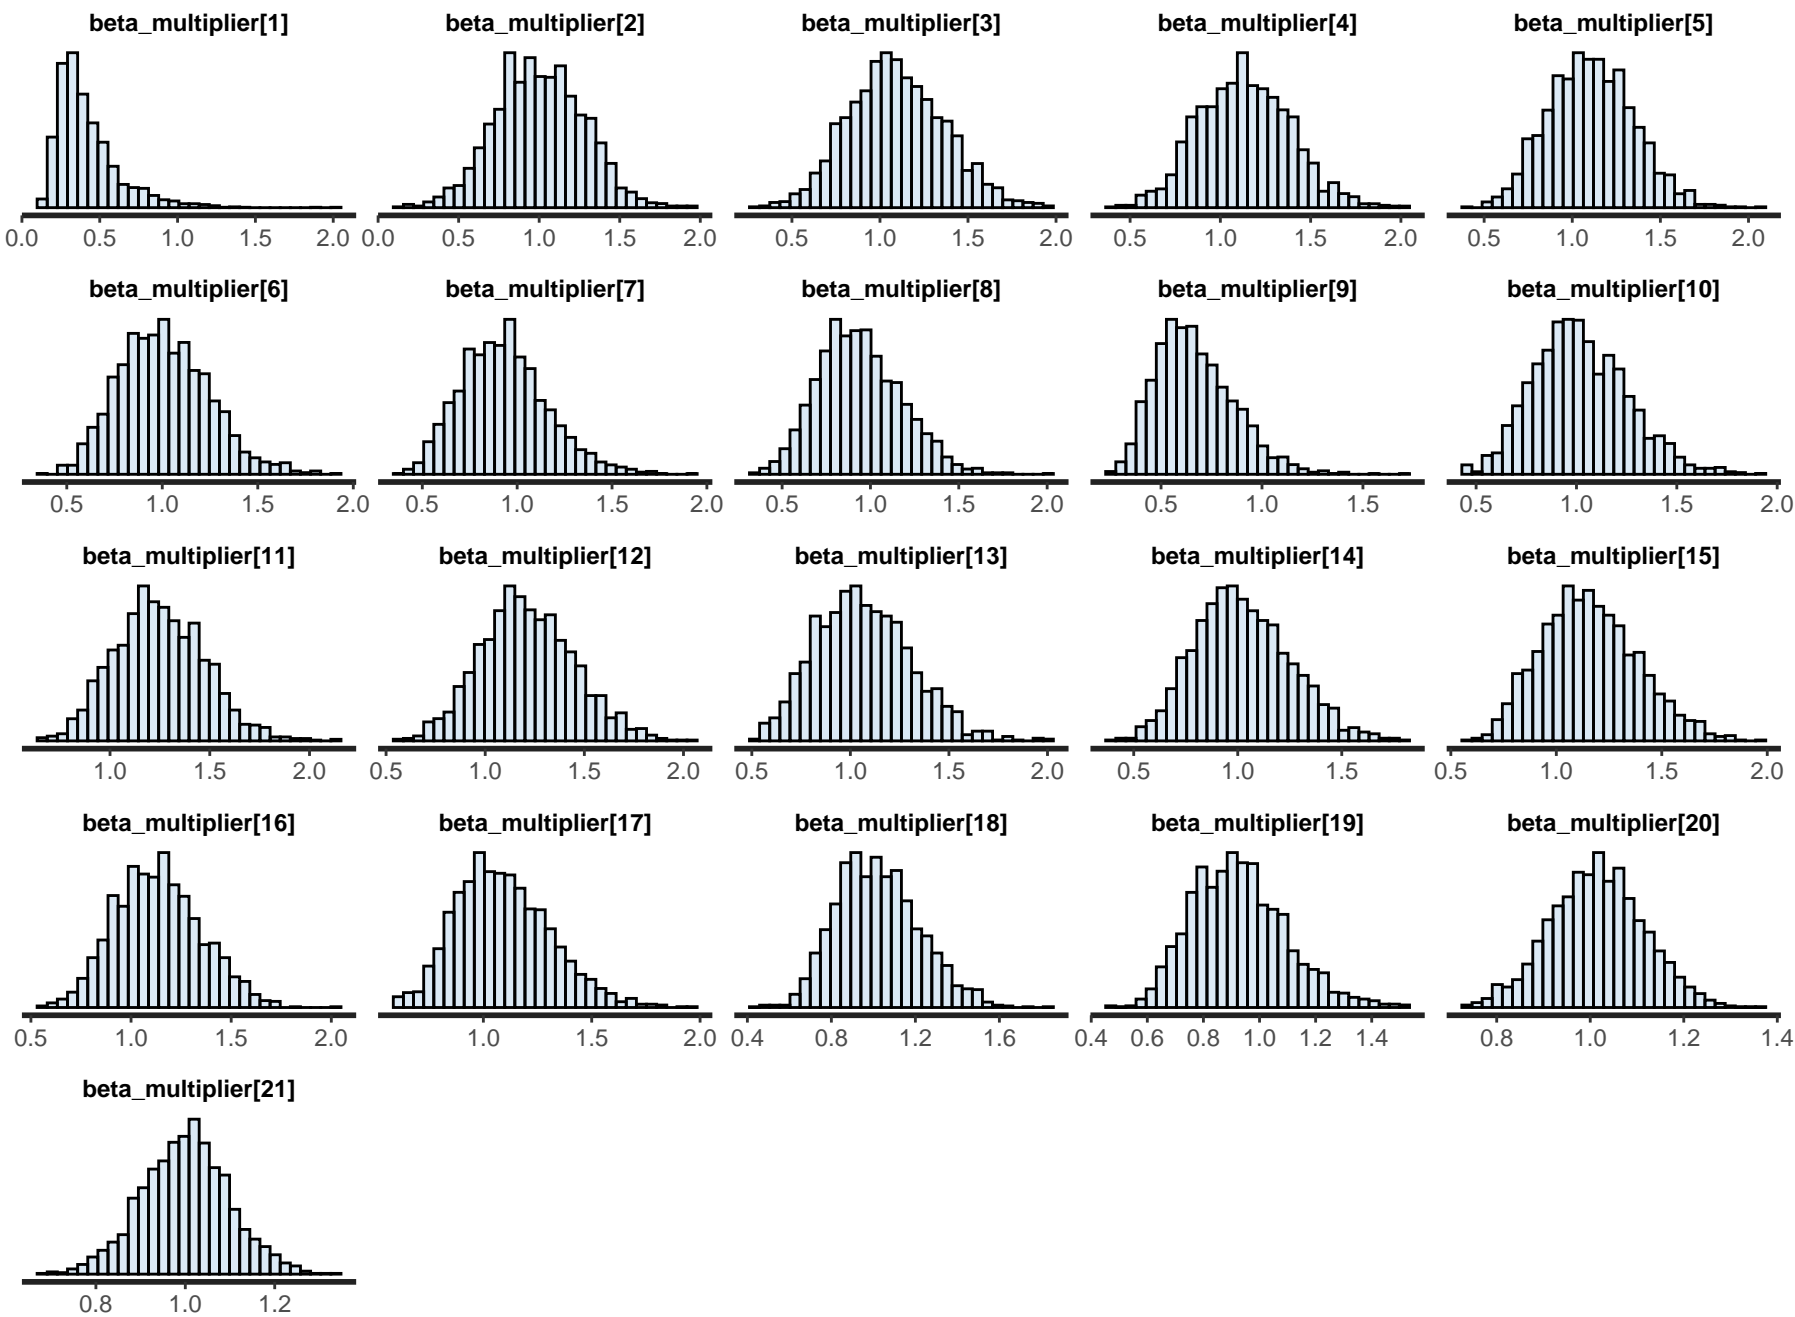 beta_multiplier[1] beta_multiplier[2] beta_multiplier[3] beta_multiplier[4] beta_multiplier[5]
0.0 0.5 1.0 1.5 2.0 0.0 0.5 1.0 1.5 2.0 0.5 1.0 1.5 2.0 0.5 1.0 1.5 2.0 0.5 1.0 1.5 2.0
beta_multiplier[6] beta_multiplier[7] beta_multiplier[8] beta_multiplier[9] beta_multiplier[10]
0.5 1.0 1.5 2.0 0.5 1.0 1.5 2.0 0.5 1.0 1.5 2.0 0.5 1.0 1.5 0.5 1.0 1.5 2.0
beta_multiplier[11] beta_multiplier[12] beta_multiplier[13] beta_multiplier[14] beta_multiplier[15]
1.0 1.5 2.0 0.5 1.0 1.5 2.0 0.5 1.0 1.5 2.0 0.5 1.0 1.5 0.5 1.0 1.5 2.0
beta_multiplier[16] beta_multiplier[17] beta_multiplier[18] beta_multiplier[19] beta_multiplier[20]
0.5 1.0 1.5 2.0 1.0 1.5 2.0 0.4 0.8 1.2 1.6 0.4 0.6 0.8 1.0 1.2 1.4 0.8 1.0 1.2 1.4
beta_multiplier[21]
0.8 1.0 1.2